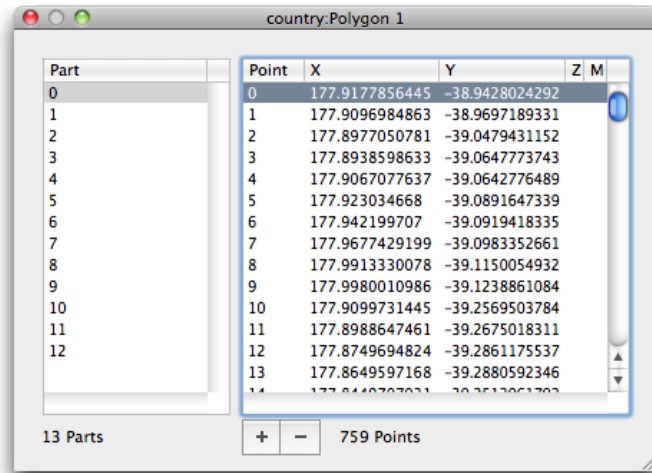 country:Polygon 1
Part
0
1
2
3
4
5
6
7
8
9
10
11
12
13 Parts
Point X Y Z M
0 177.9177856445 -38.9428024292
1 177.9096984863 -38.9697189331
2 177.8977050781 -39.0479431152
3 177.8938598633 -39.0647773743
4 177.9067077637 -39.0642776489
5 177.923034668 -39.0891647339
6 177.942199707 -39.0919418335
7 177.9677429199 -39.0983352661
8 177.9913330078 -39.1150054932
9 177.9980010986 -39.1238861084
10 177.9099731445 -39.2569503784
11 177.8988647461 -39.2675018311
12 177.8749694824 -39.2861175537
13 177.8649597168 -39.2880592346
+ - 759 Points